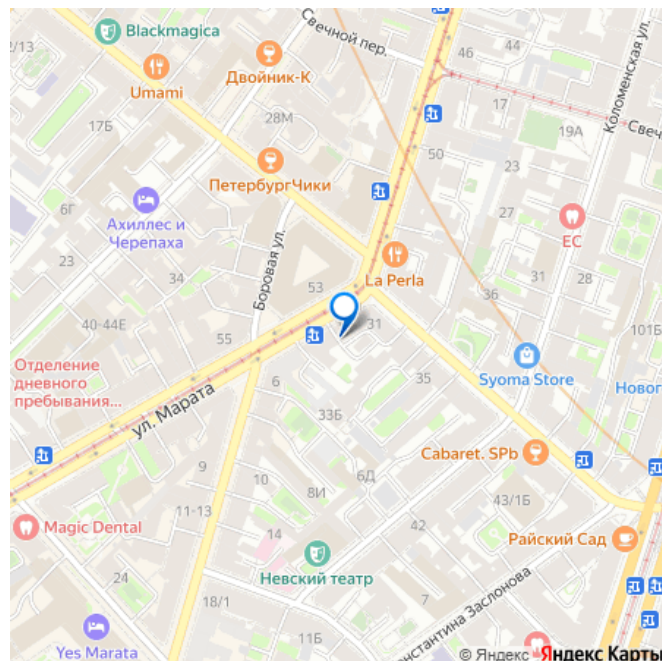 2/13
Blackmagica
Свечной пер.
46
44
Двойник-К
Umami
17
Коломенская ул.
17Б
28М
19А
Свеч
50
23
ПетербургЧики
6Г
Ахиллес и
Черепаха
27
ЕС
23
34
Боровая ул.
La Perla
31
28
53
36
40-44Е
55
31
101Б
Отделение
дневного
пребывания...
6
35
Syoma Store
Новог
ул. Марата
33Б
9
10
6Д
Cabaret. SPb
8И
43/1Б
11-13
Magic Dental
14
42
Райский Сад
24
Невский театр
18/1
7
нстантина Заслонова
Yes Marata
11Б
© Яндекс Яндекс Карты